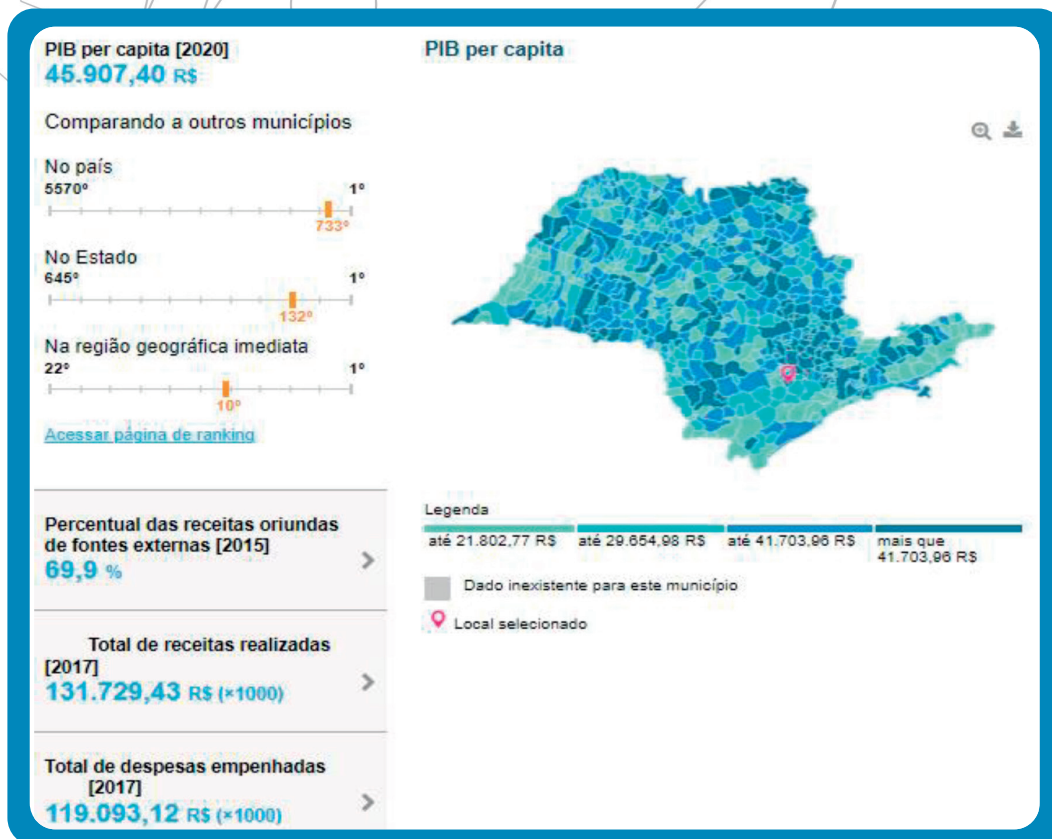 PIB per capita [2020]
45.907,40 R$
Comparando a outros municípios
No país
5570º 1º
733º
No Estado
645º 1º
132º
Na região geográfica imediata
22º 1º
10º
Acessar página de ranking
Percentual das receitas oriundas
de fontes externas [2015]
69,9 %
Total de receitas realizadas
[2017]
131.729,43 R$ (×1000)
Total de despesas empenhadas
[2017]
119.093,12 R$ (×1000)
PIB per capita
Legenda
até 21.802,77 R$ até 29.654,98 R$ até 41.703,96 R$ mais que
41.703,96 R$
Dado inexistente para este município
Local selecionado